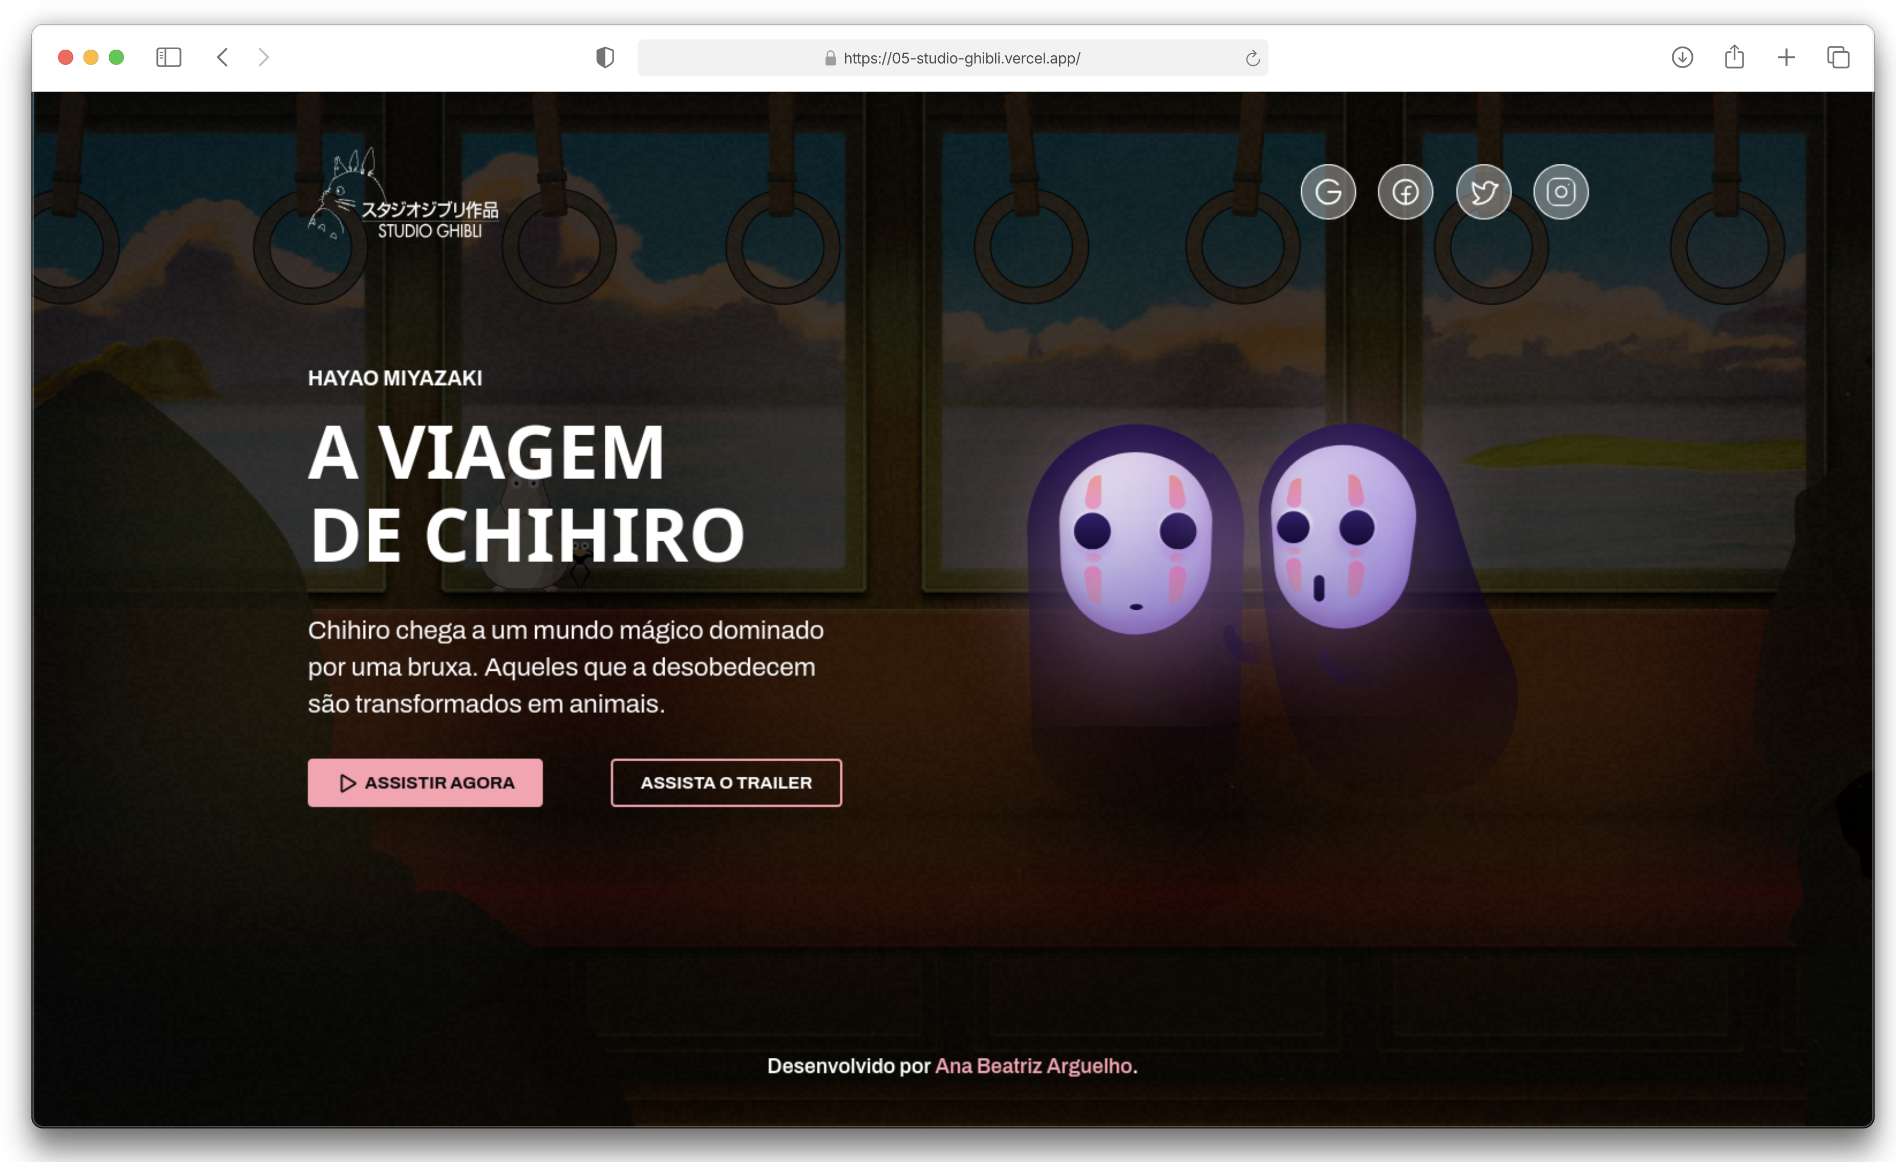 https://05-studio-ghibli.vercel.app/
スタジオジブリ作品
STUDIO GHIBLI
HAYAO MIYAZAKI
A VIAGEM
DE CHIHIRO
Chihiro chega a um mundo mágico dominado
por uma bruxa. Aqueles que a desobedecem
são transformados em animais.
ASSISTIR AGORA
ASSISTA O TRAILER
Desenvolvido por Ana Beatriz Arguelho.